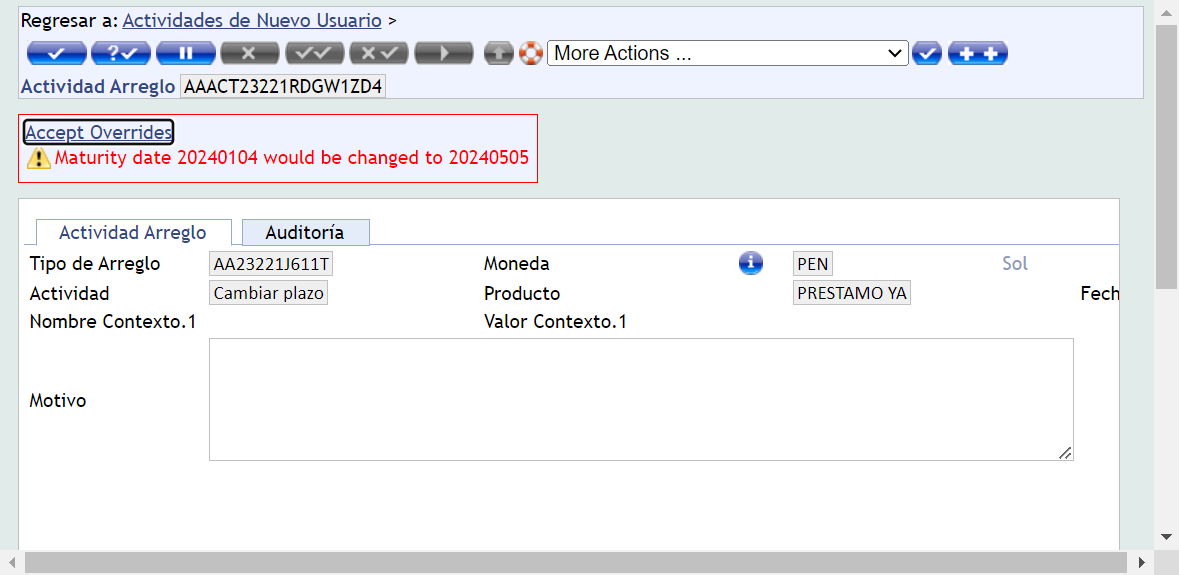 Regresar a: Actividades de Nuevo Usuario >
More Actions ...
Actividad Arreglo AAACT23221RDGW1ZD4
Accept Overrides
Maturity date 20240104 would be changed to 20240505
Actividad Arreglo Auditoría
Tipo de Arreglo AA23221J611T Moneda PEN Sol
Actividad Cambiar plazo Producto PRESTAMO YA Fech
Nombre Contexto.1 Valor Contexto.1
Motivo